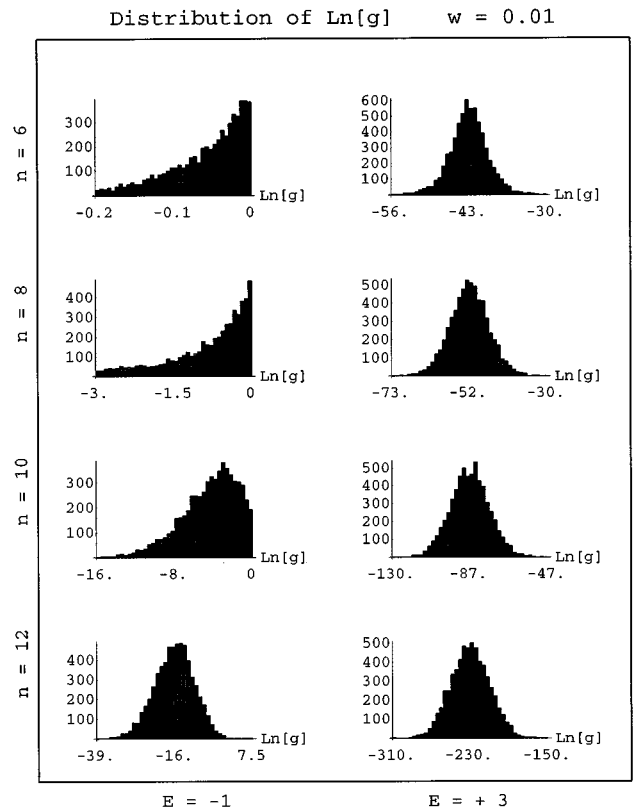 Distribution of Ln[g] w = 0.01
n = 6
300
200
100
Ln[g]
-0.2 -0.1 0
600
500
400
300
200
100
Ln[g]
-56. -43. -30.
n = 8
400
300
200
100
Ln[g]
-3. -1.5 0
500
400
300
200
100
Ln[g]
-73. -52. -30.
n = 10
300
200
100
Ln[g]
-16. -8. 0
500
400
300
200
100
Ln[g]
-130. -87. -47.
n = 12
400
300
200
100
Ln[g]
-39. -16. 7.5
500
400
300
200
100
Ln[g]
-310. -230. -150.
E = -1 E = + 3